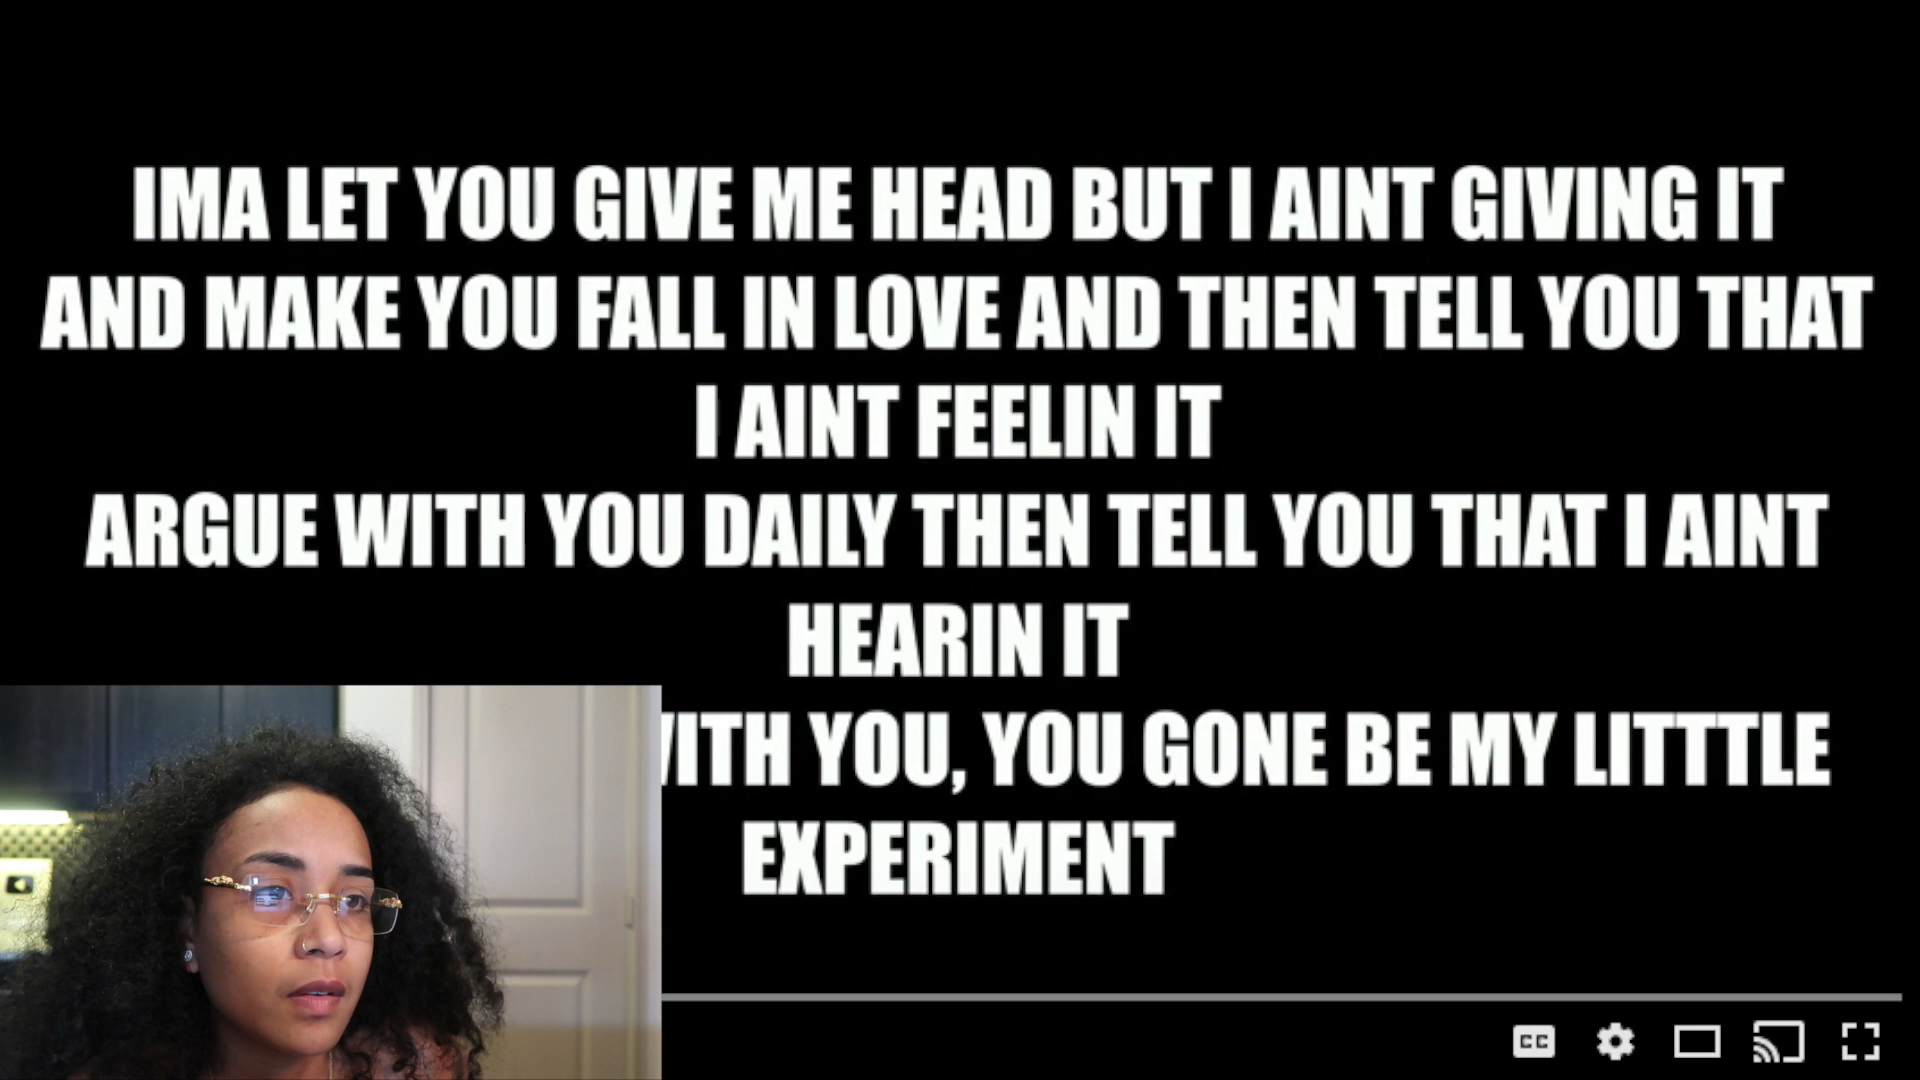 IMA LET YOU GIVE ME HEAD BUT I AINT GIVING IT
AND MAKE YOU FALL IN LOVE AND THEN TELL YOU THAT
I AINT FEELIN IT
ARGUE WITH YOU DAILY THEN TELL YOU THAT I AINT
HEARIN IT
YOU, YOU GONE BE MY LITTTLE
EXPERIMENT
CC